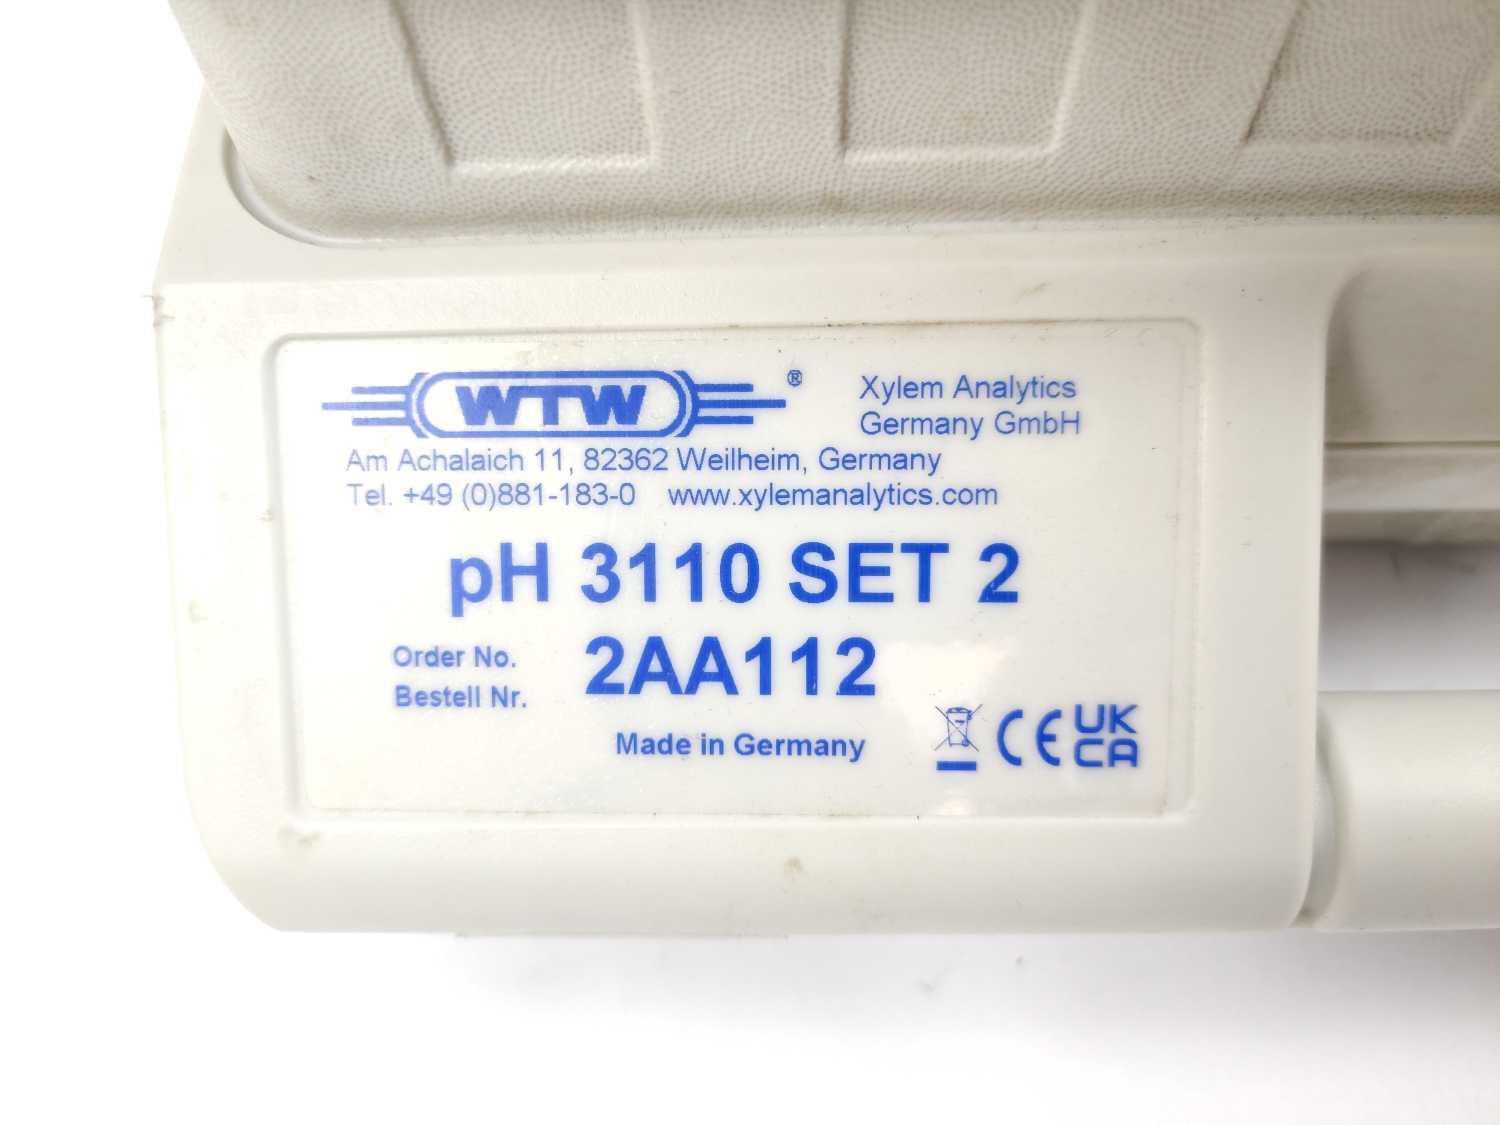 WTW ® Xylem Analytics
Germany GmbH
Am Achalaich 11, 82362 Weilheim, Germany
Tel. +49 (0)881-183-0 www.xylemanalytics.com
pH 3110 SET 2
Order No. 2AA112
Bestell Nr.
Made in Germany CE UK
CA